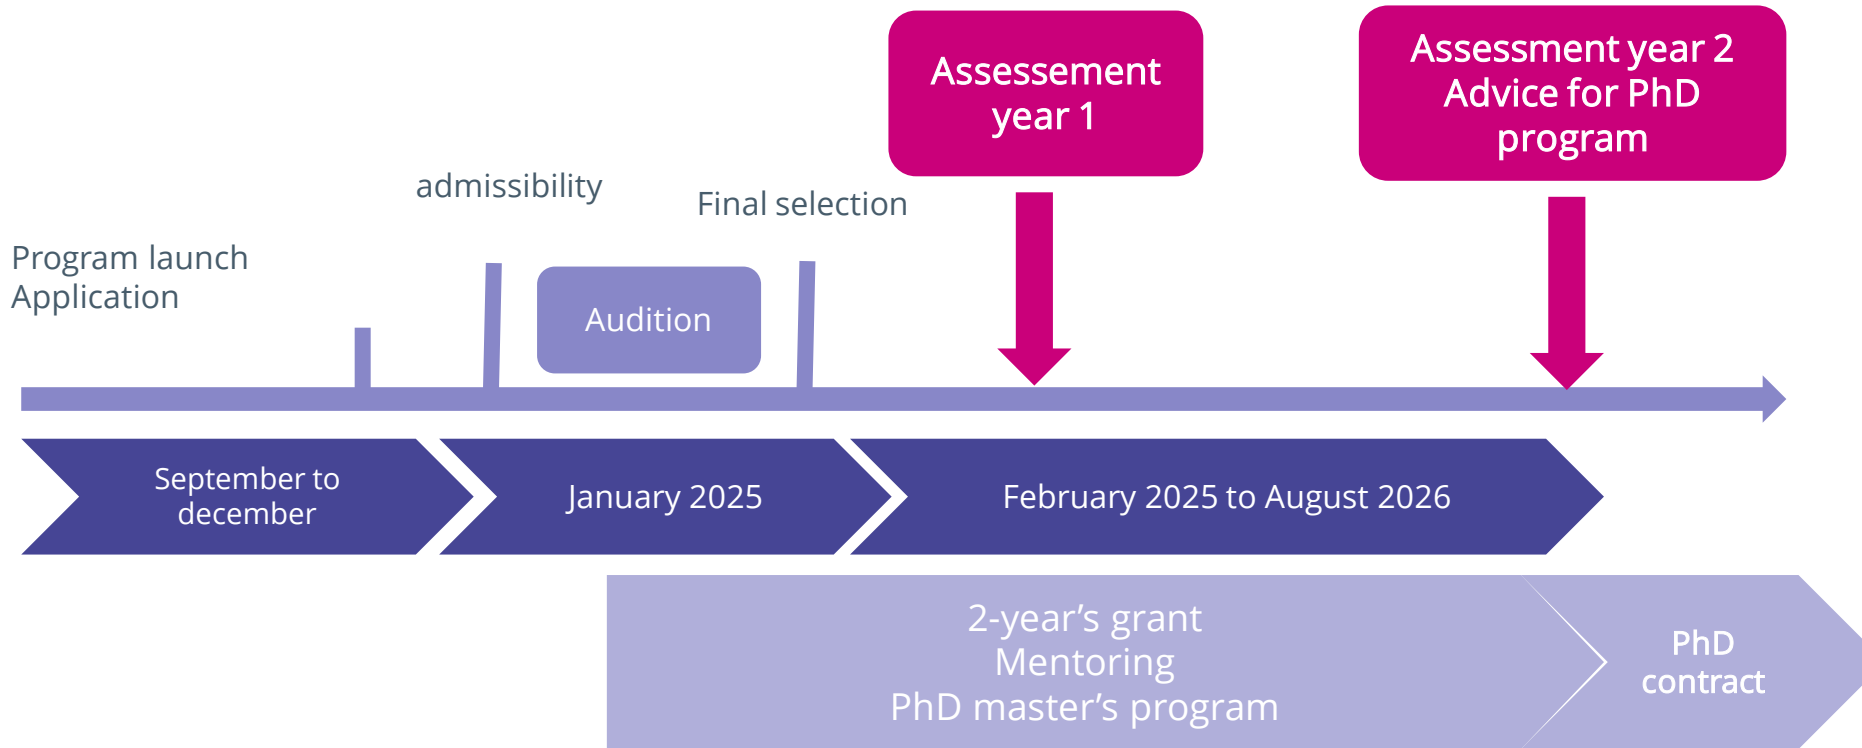 Assessement
year 1
Assessment year 2
Advice for PhD
program
admissibility
Final selection
Program launch
Application
Audition
September to
december
January 2025
February 2025 to August 2026
2-year’s grant
Mentoring
PhD master’s program
PhD
contract